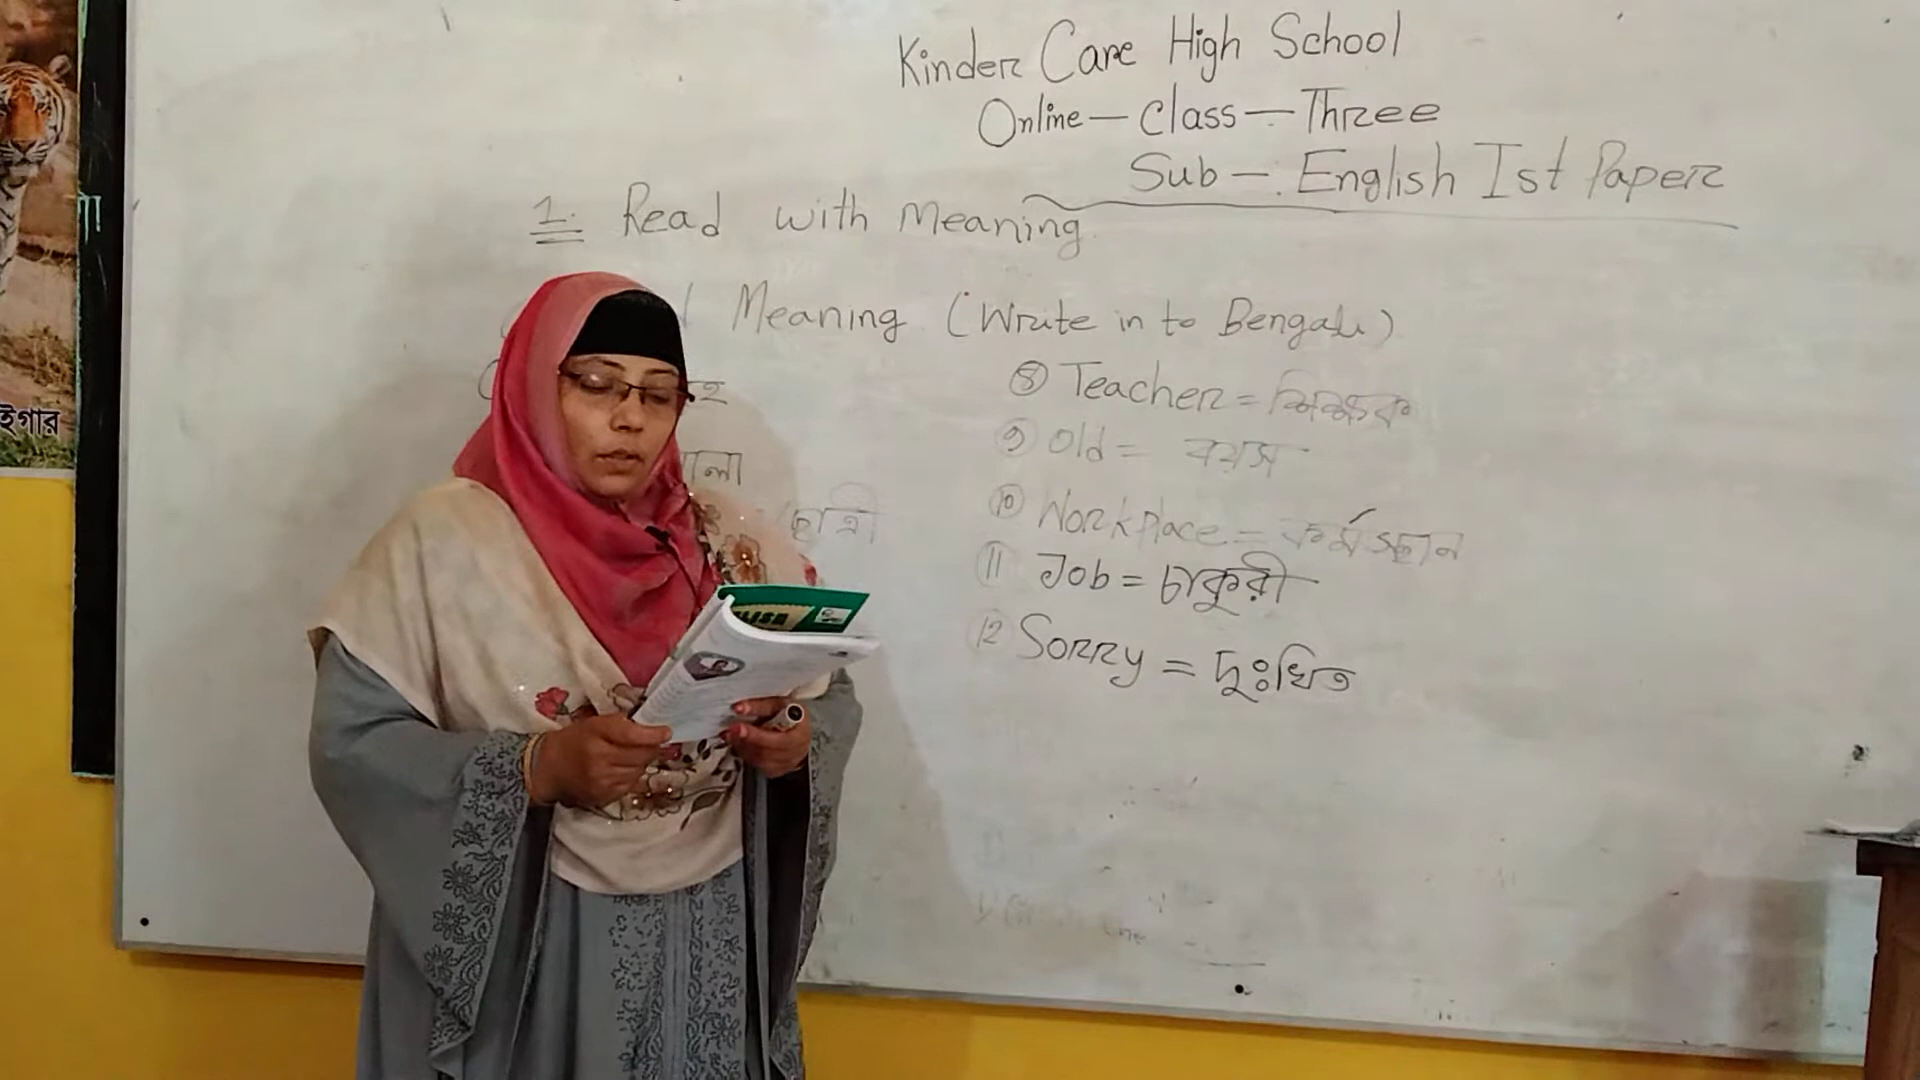 Kinder Care High School
Online — Class — Three
Sub — English Ist Paper
1. Read with Meaning
Meaning (Write in to Bengali)
ছাত্রী
⑧ Teacher = শিক্ষক
⑨ Old = বয়স
⑩ Workplace = কর্মস্থান
11 Job = চাকুরী
12 Sorry = দুঃখিত
ইগার